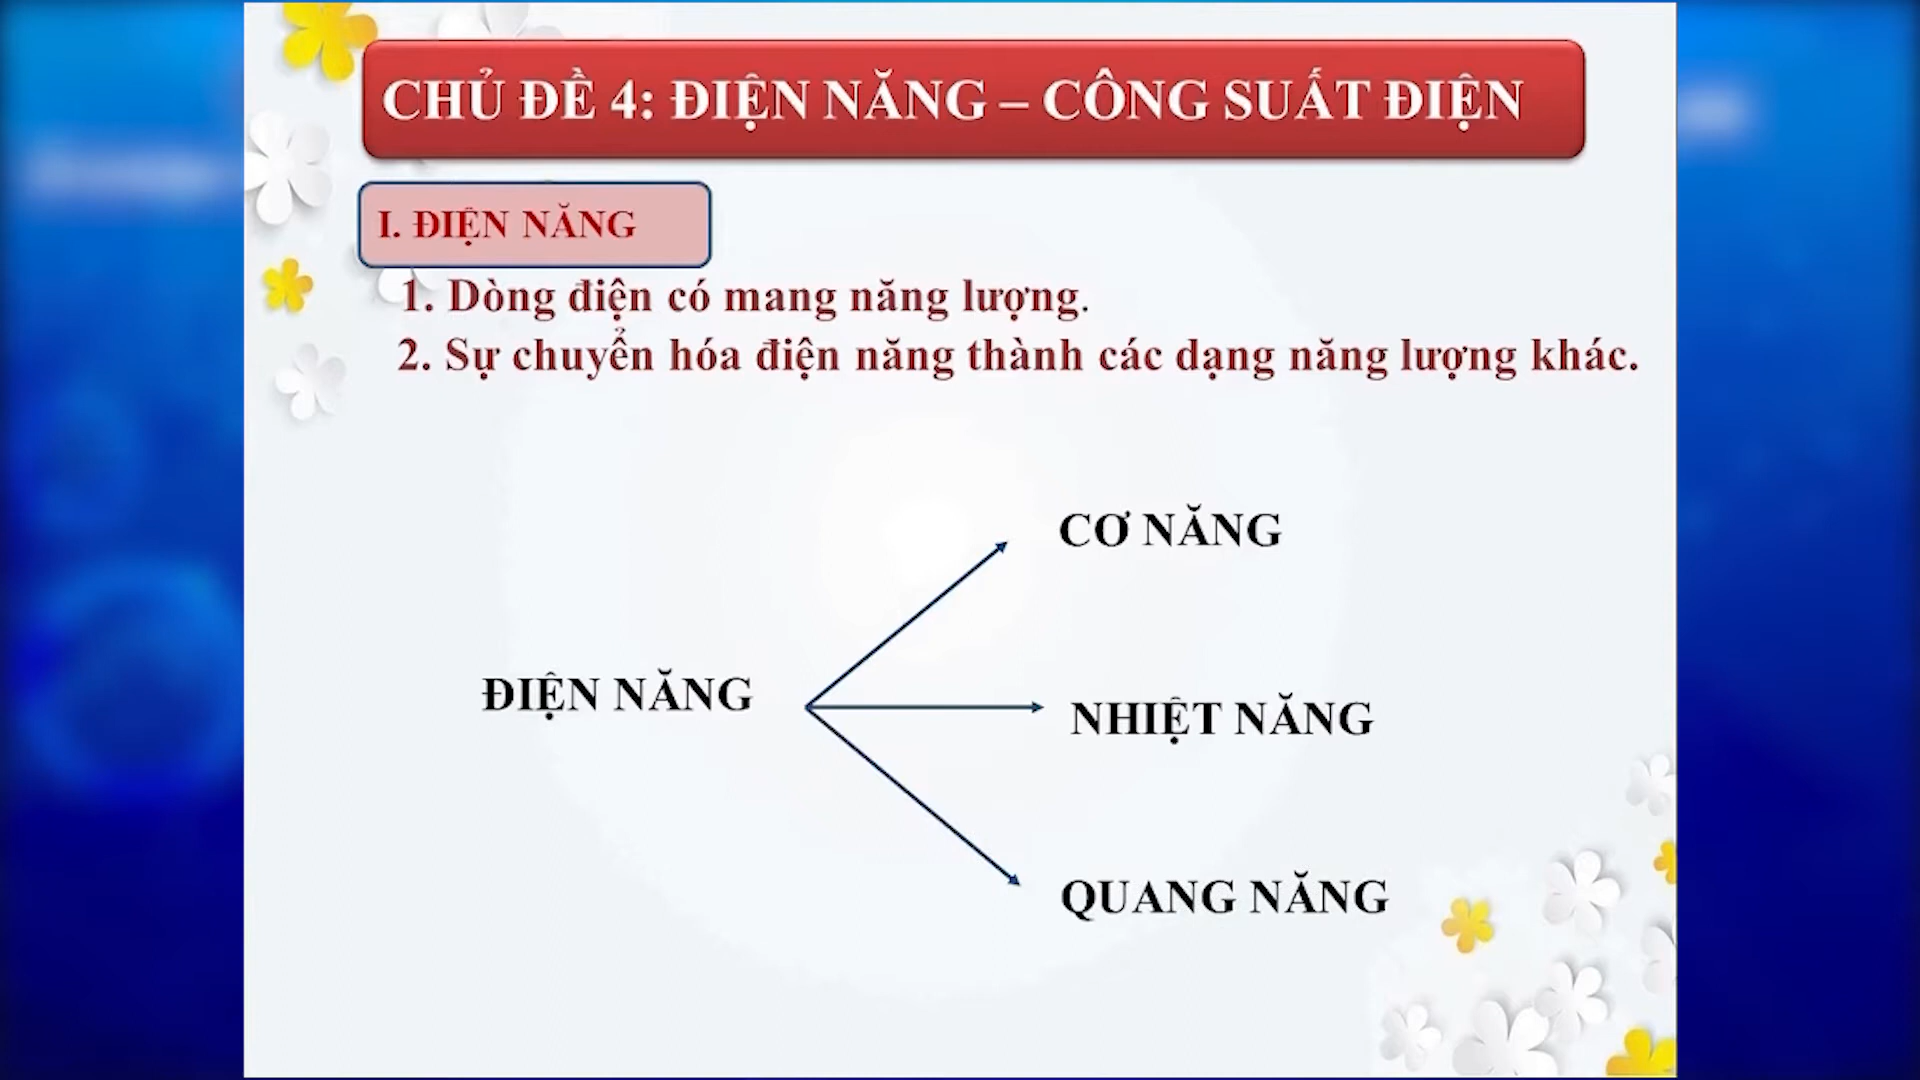 CHỦ ĐỀ 4: ĐIỆN NĂNG – CÔNG SUẤT ĐIỆN
I. ĐIỆN NĂNG
1. Dòng điện có mang năng lượng.
2. Sự chuyển hóa điện năng thành các dạng năng lượng khác.
CƠ NĂNG
ĐIỆN NĂNG
NHIỆT NĂNG
QUANG NĂNG